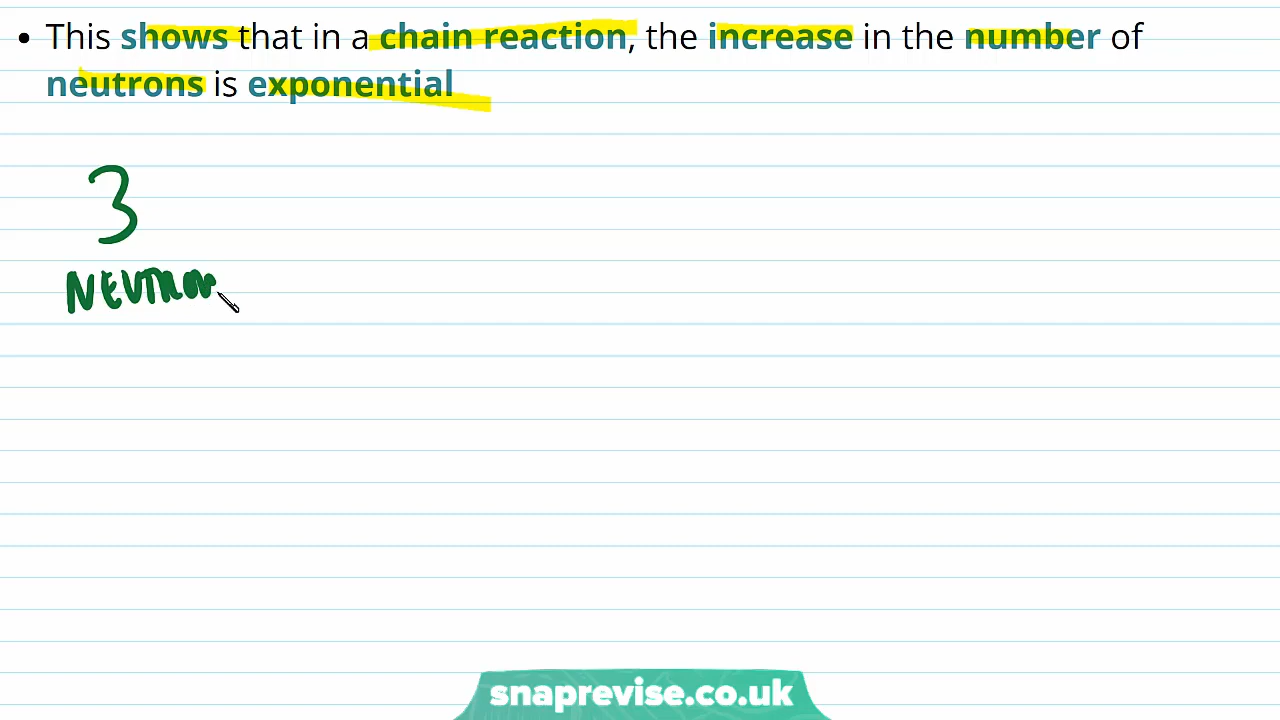 • This shows that in a chain reaction, the increase in the number of
neutrons is exponential
3
NEUTRON
snaprevise.co.uk